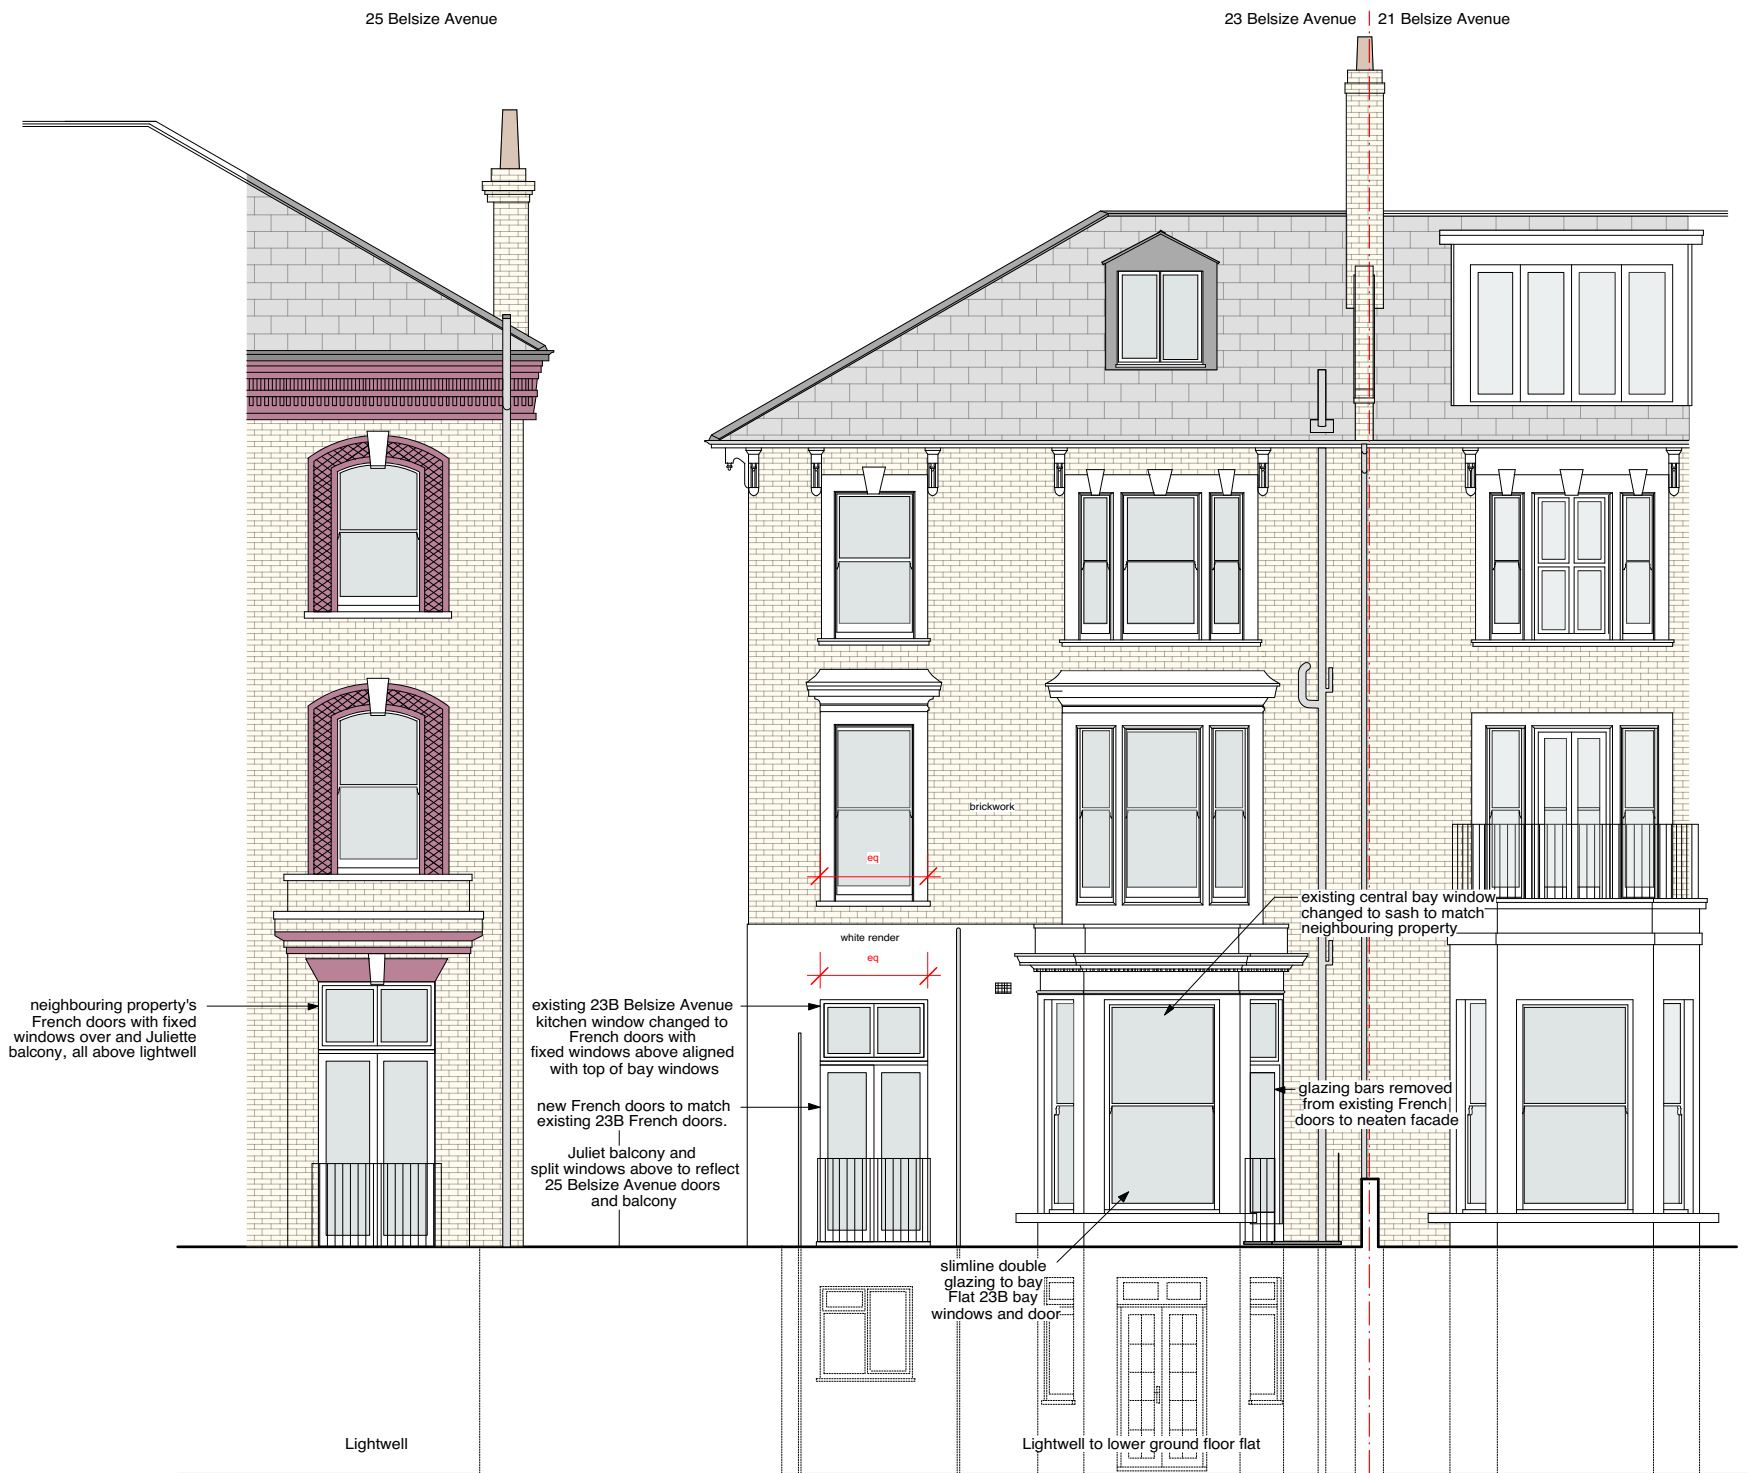 25 Belsize Avenue
23 Belsize Avenue
21 Belsize Avenue
brickwork
eq
existing central bay window
changed to sash to match
neighbouring property
white render
eq
neighbouring property's
French doors with fixed
windows over and Juliette
balcony, all above lightwell
existing 23B Belsize Avenue
kitchen window changed to
French doors with
fixed windows above aligned
with top of bay windows
new French doors to match
existing 23B French doors.
Juliet balcony and
split windows above to reflect
25 Belsize Avenue doors
and balcony
glazing bars removed
from existing French
doors to neaten facade
slimline double
glazing to bay
Flat 23B bay
windows and door
Lightwell
Lightwell to lower ground floor flat